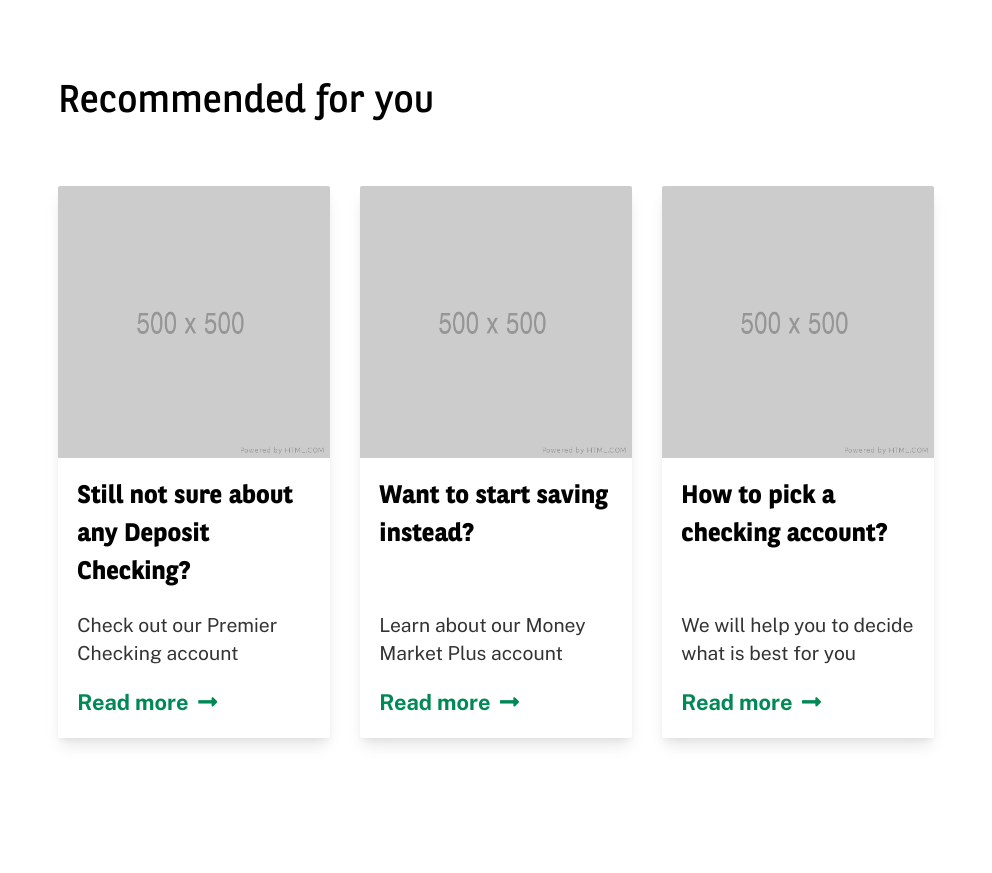 Recommended for you
500 x 500
Powered by HTML.COM
500 x 500
Powered by HTML.COM
500 x 500
Powered by HTML.COM
Still not sure about
any Deposit
Checking?
Check out our Premier
Checking account
Read more
Want to start saving
instead?
Learn about our Money
Market Plus account
Read more
How to pick a
checking account?
We will help you to decide
what is best for you
Read more